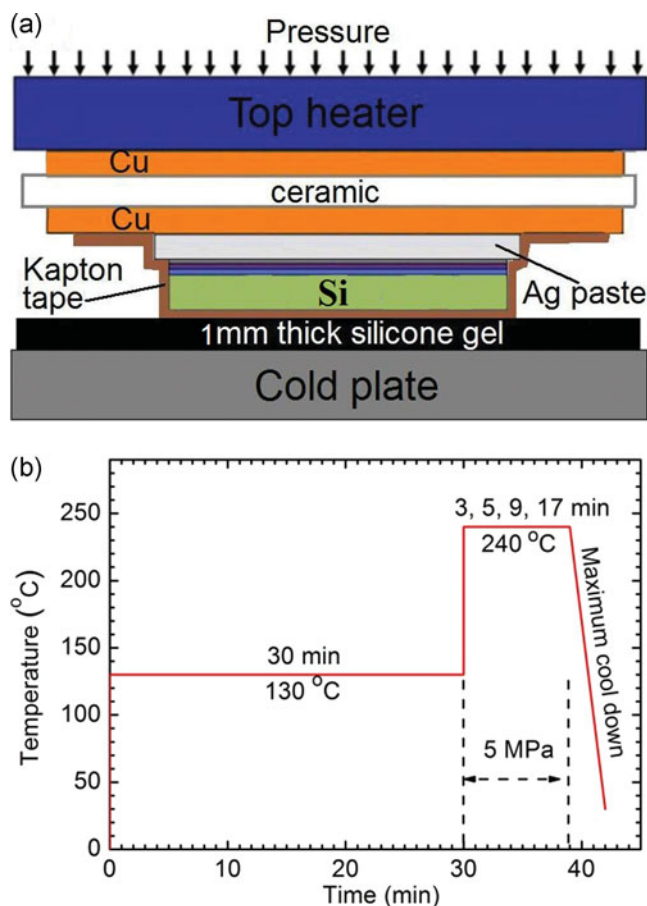 (a)
Pressure
Top heater
Cu
ceramic
Cu
Kapton
tape
Si
Ag paste
1mm thick silicone gel
Cold plate
(b)
Temperature (°C)
250
200
150
100
50
0
3, 5, 9, 17 min
240 °C
30 min
130 °C
5 MPa
Maximum cool down
0
10
20
30
40
Time (min)